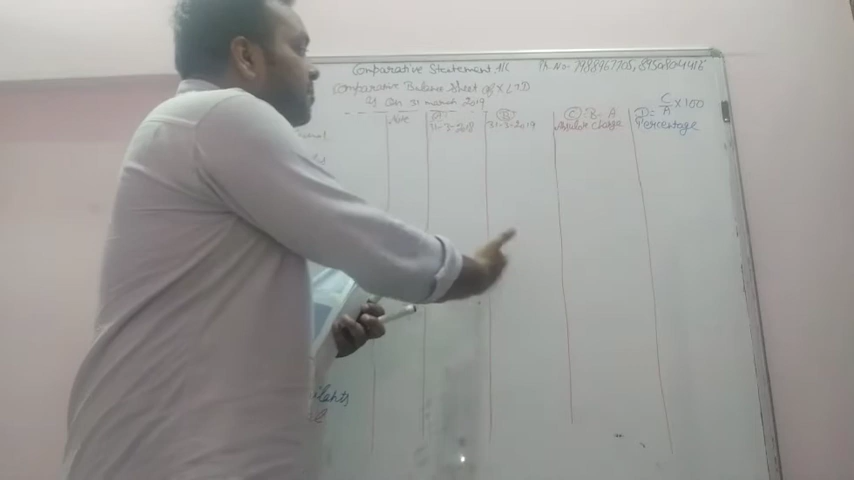 Comparative Statement A/C Ph.No: 7988967705, 8950804416
Comparative Balance Sheet of X LTD
as on 31 march 2019
Note (A) 31-3-2018 (B) 31-3-2019 (C) = B - A Absolute change D = C/A X 100 Percentage